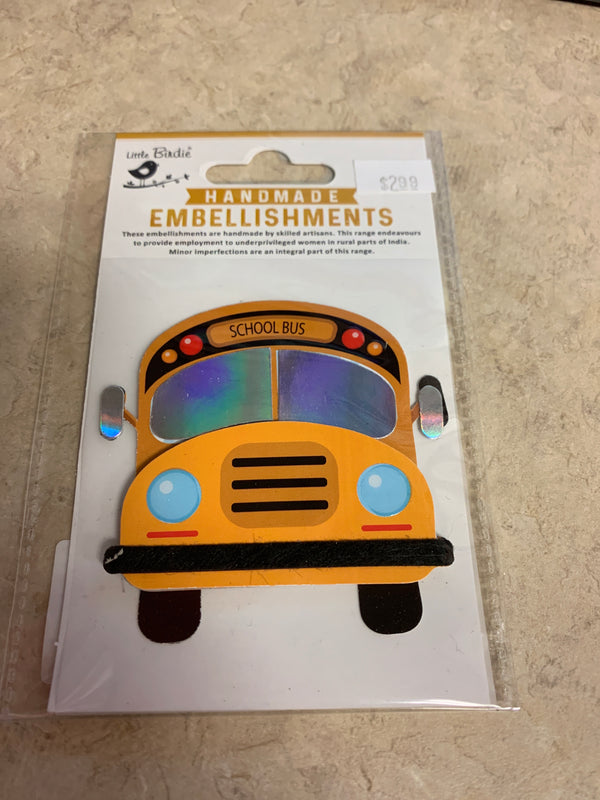 Little Birdie®
$2.99
HANDMADE
EMBELLISHMENTS
These embellishments are handmade by skilled artisans. This range endeavours
to provide employment to underprivileged women in rural parts of India.
Minor imperfections are an integral part of this range.
SCHOOL BUS